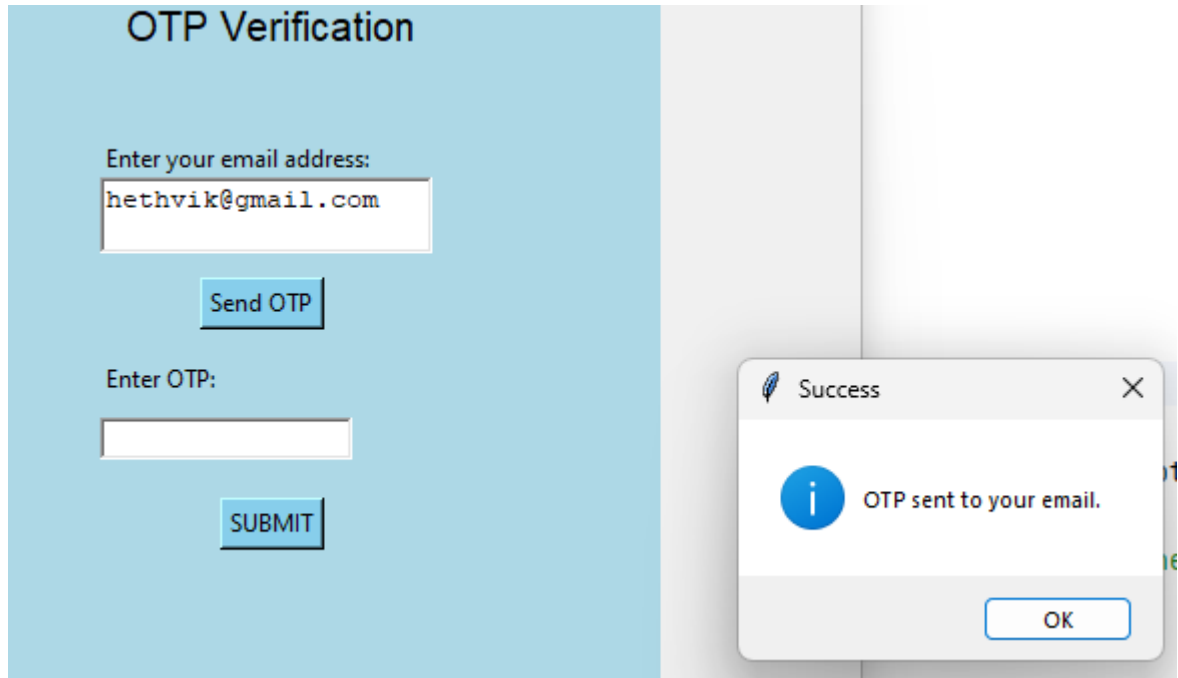 OTP Verification
Enter your email address:
hethvik@gmail.com
Send OTP
Enter OTP:
SUBMIT
Success
OTP sent to your email.
OK